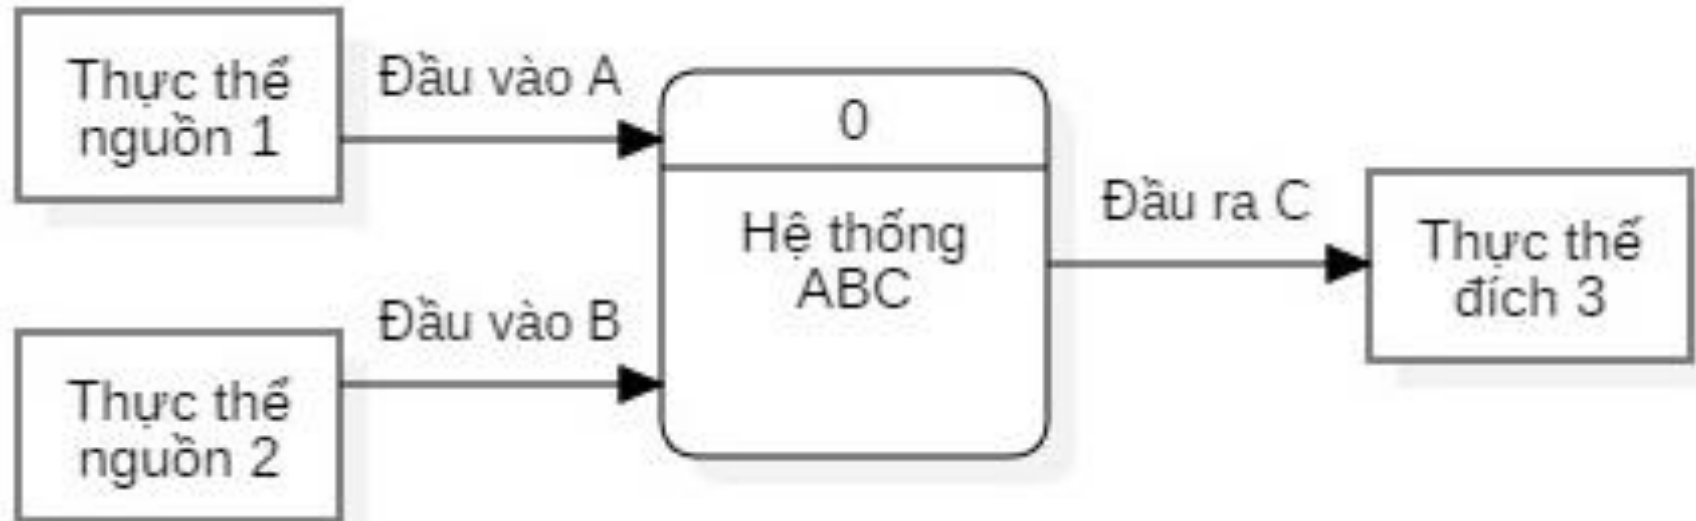 Thực thể
nguồn 1
Đầu vào A
0
Hệ thống
ABC
Đầu ra C
Thực thể
đích 3
Đầu vào B
Thực thể
nguồn 2